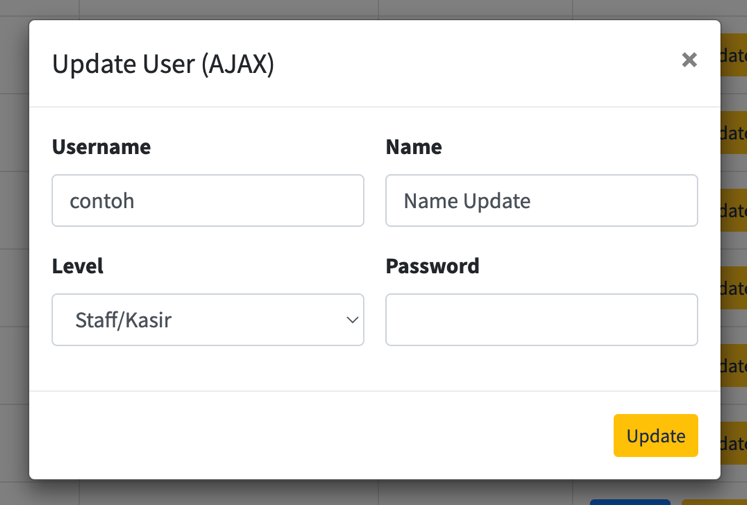 Update User (AJAX)
×
Username
Name
contoh
Name Update
Level
Password
Staff/Kasir
Update